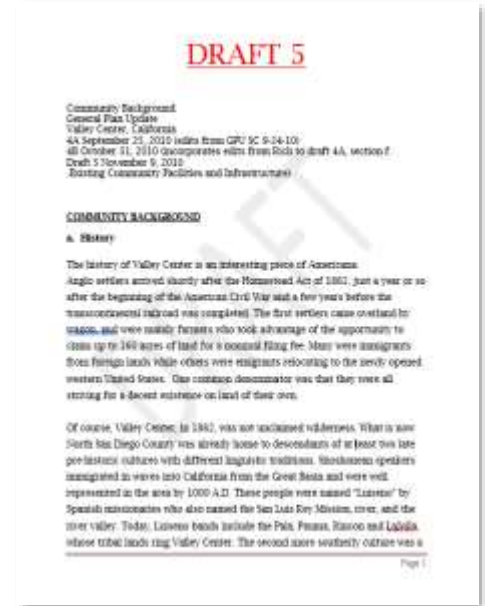 DRAFT 5
Community Background
General Plan Update
Valley Center, California
4A September 25, 2010 (edits from GPU SC 9-14-10)
4B October 31, 2010 (incorporates edits from Rich to draft 4A, section f
Draft 5 November 9, 2010
Existing Community Facilities and Infrastructure)
COMMUNITY BACKGROUND
a. History
The history of Valley Center is an interesting piece of Americana.
Anglo settlers arrived shortly after the Homestead Act of 1862, just a year or so
after the beginning of the American Civil War and a few years before the
transcontinental railroad was completed. The first settlers came overland by
wagon, and were mainly farmers who took advantage of the opportunity to
claim up to 160 acres of land for a nominal filing fee. Many were immigrants
from foreign lands while others were emigrants relocating to the newly opened
western United States. One common denominator was that they were all
striving for a decent existence on land of their own.
Of course, Valley Center, in 1862, was not unclaimed wilderness. What is now
North San Diego County was already home to descendants of at least two late
pre-historic cultures with different linguistic traditions. Shoshonean speakers
immigrated in waves into California from the Great Basin and were well
represented in the area by 1000 A.D. These people were named "Luiseno" by
Spanish missionaries who also named the San Luis Rey Mission, river, and the
river valley. Today, Luiseno bands include the Pala, Pauma, Rincon and LaJolla
whose tribal lands ring Valley Center. The second more southerly culture was a
Page 1
DRAFT